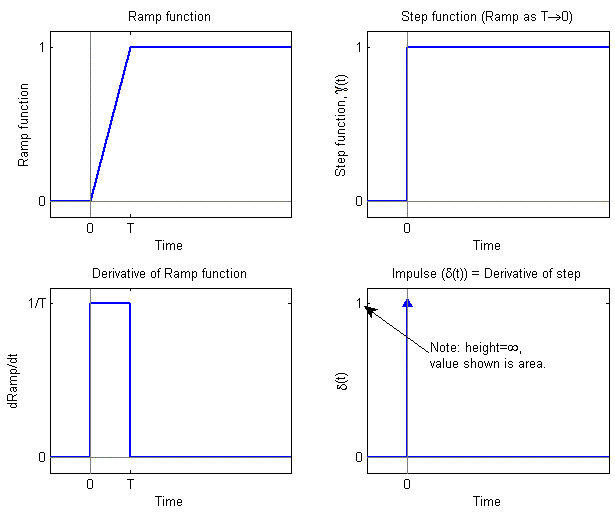 Ramp function
1
0
Ramp function
0
T
Time
Step function (Ramp as T→0)
1
0
Step function, γ(t)
0
Time
Derivative of Ramp function
1/T
0
dRamp/dt
0
T
Time
Impulse (δ(t)) = Derivative of step
1
0
δ(t)
Note: height=∞,
value shown is area.
0
Time